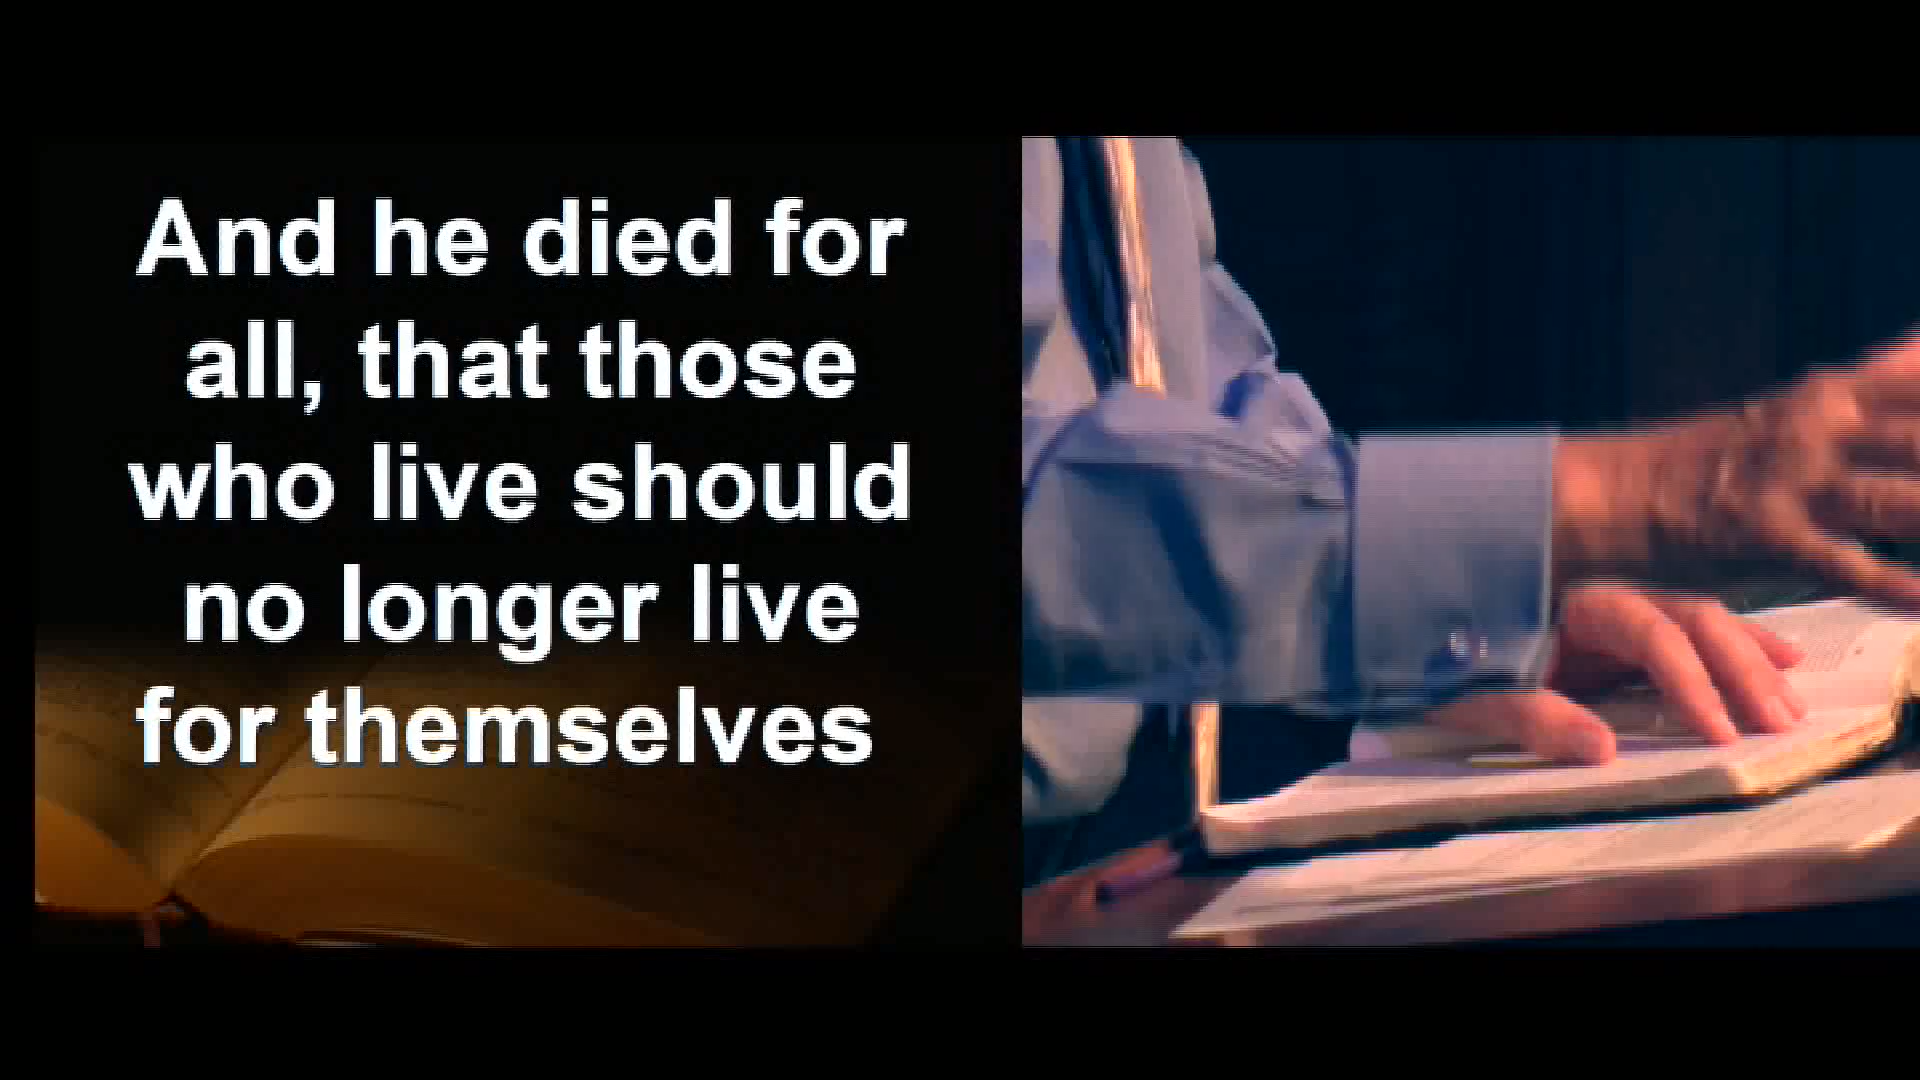 And he died for
all, that those
who live should
no longer live
for themselves